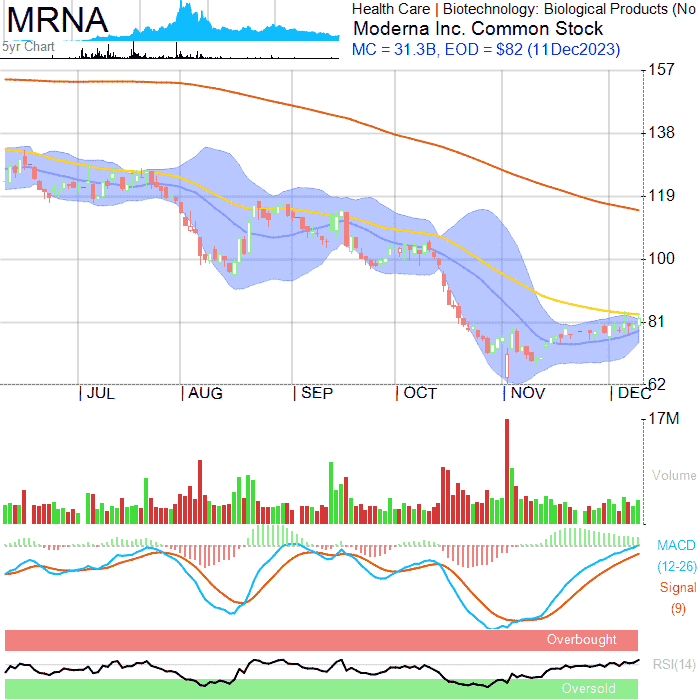 MRNA
5yr Chart
Health Care | Biotechnology: Biological Products (No
Moderna Inc. Common Stock
MC = 31.3B, EOD = $82 (11Dec2023)
157
138
119
100
81
62
JUL AUG SEP OCT NOV DEC
17M
Volume
MACD
(12-26)
Signal
(9)
Overbought
RSI(14)
Oversold